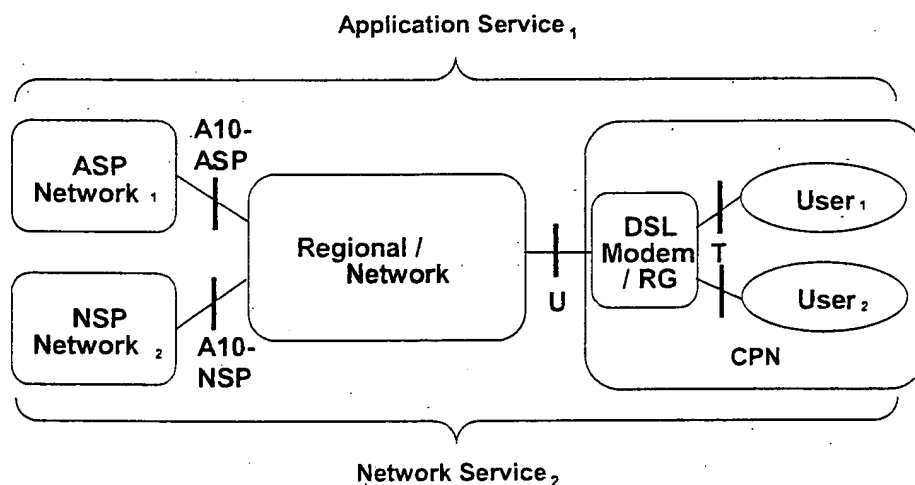 Application Service 1
ASP
Network 1
A10-
ASP
NSP
Network 2
A10-
NSP
Regional /
Network
U
DSL
Modem
/ RG
T
User 1
User 2
CPN
Network Service 2